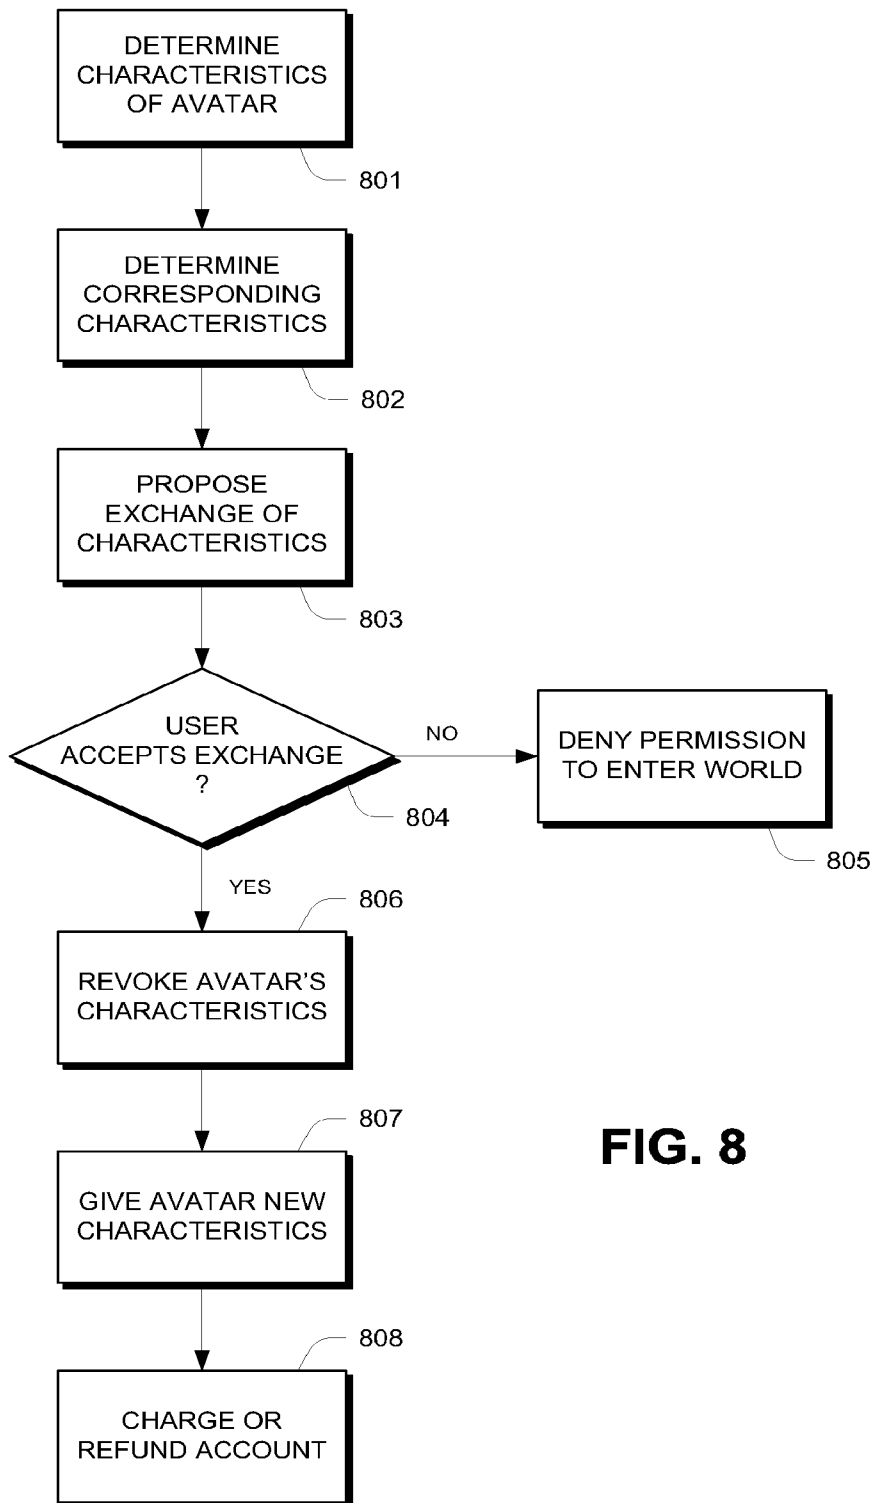 DETERMINE
CHARACTERISTICS
OF AVATAR
801
DETERMINE
CORRESPONDING
CHARACTERISTICS
802
PROPOSE
EXCHANGE OF
CHARACTERISTICS
803
USER
ACCEPTS EXCHANGE
?
804
NO
DENY PERMISSION
TO ENTER WORLD
805
YES
806
REVOKE AVATAR'S
CHARACTERISTICS
807
GIVE AVATAR NEW
CHARACTERISTICS
FIG. 8
808
CHARGE OR
REFUND ACCOUNT